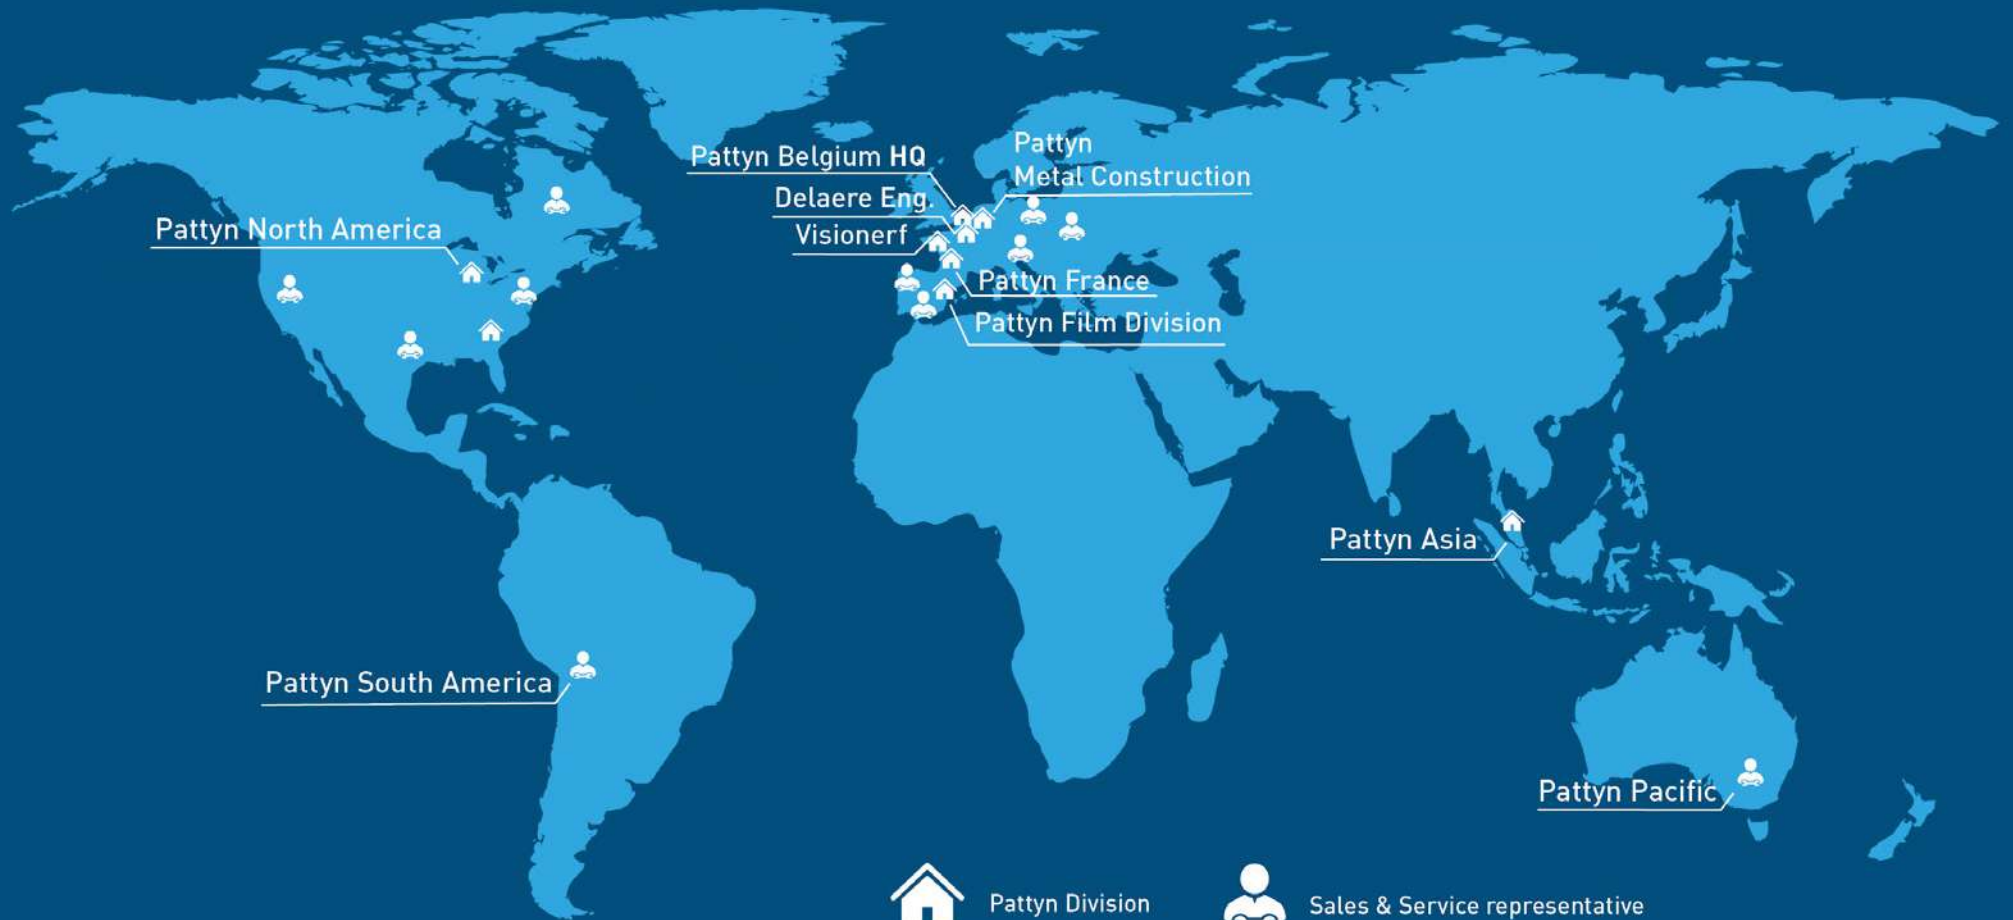 Pattyn Belgium HQ
Pattyn
Metal Construction
Delaere Eng.
Visionerf
Pattyn North America
Pattyn France
Pattyn Film Division
Pattyn Asia
Pattyn South America
Pattyn Pacific
Pattyn Division
Sales & Service representative